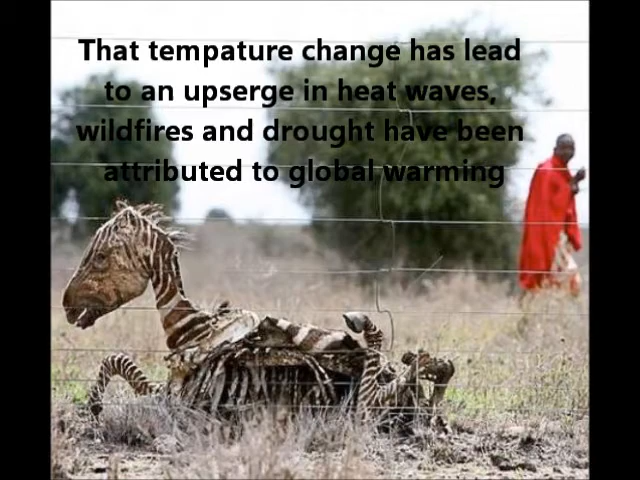 That tempature change has lead
to an upserge in heat waves,
wildfires and drought have been
attributed to global warming